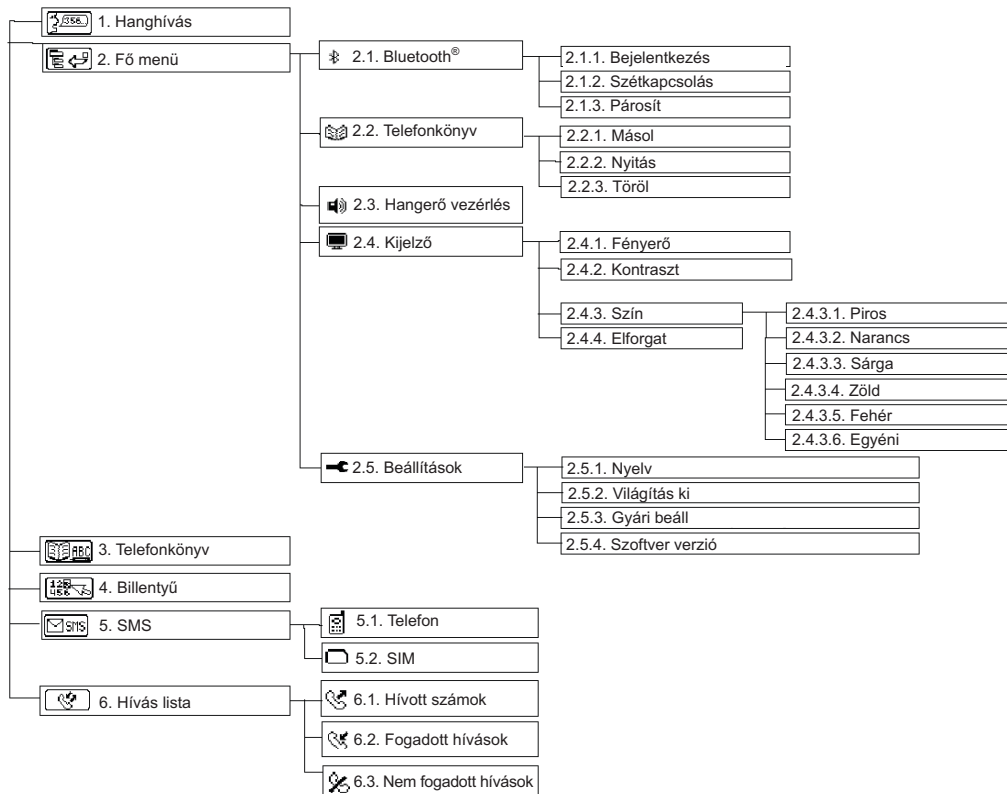 1. Hanghívás
2. Fő menü
2.1. Bluetooth®
2.1.1. Bejelentkezés
2.1.2. Szétkapcsolás
2.1.3. Párosít
2.2. Telefonkönyv
2.2.1. Másol
2.2.2. Nyitás
2.2.3. Töröl
2.3. Hangerő vezérlés
2.4. Kijelző
2.4.1. Fényerő
2.4.2. Kontraszt
2.4.3. Szín
2.4.3.1. Piros
2.4.3.2. Narancs
2.4.3.3. Sárga
2.4.3.4. Zöld
2.4.3.5. Fehér
2.4.3.6. Egyéni
2.4.4. Elforgat
2.5. Beállítások
2.5.1. Nyelv
2.5.2. Világítás ki
2.5.3. Gyári beáll
2.5.4. Szoftver verzió
ABC 3. Telefonkönyv
4. Billentyű
SMS 5. SMS
5.1. Telefon
5.2. SIM
6. Hívás lista
6.1. Hívott számok
6.2. Fogadott hívások
6.3. Nem fogadott hívások